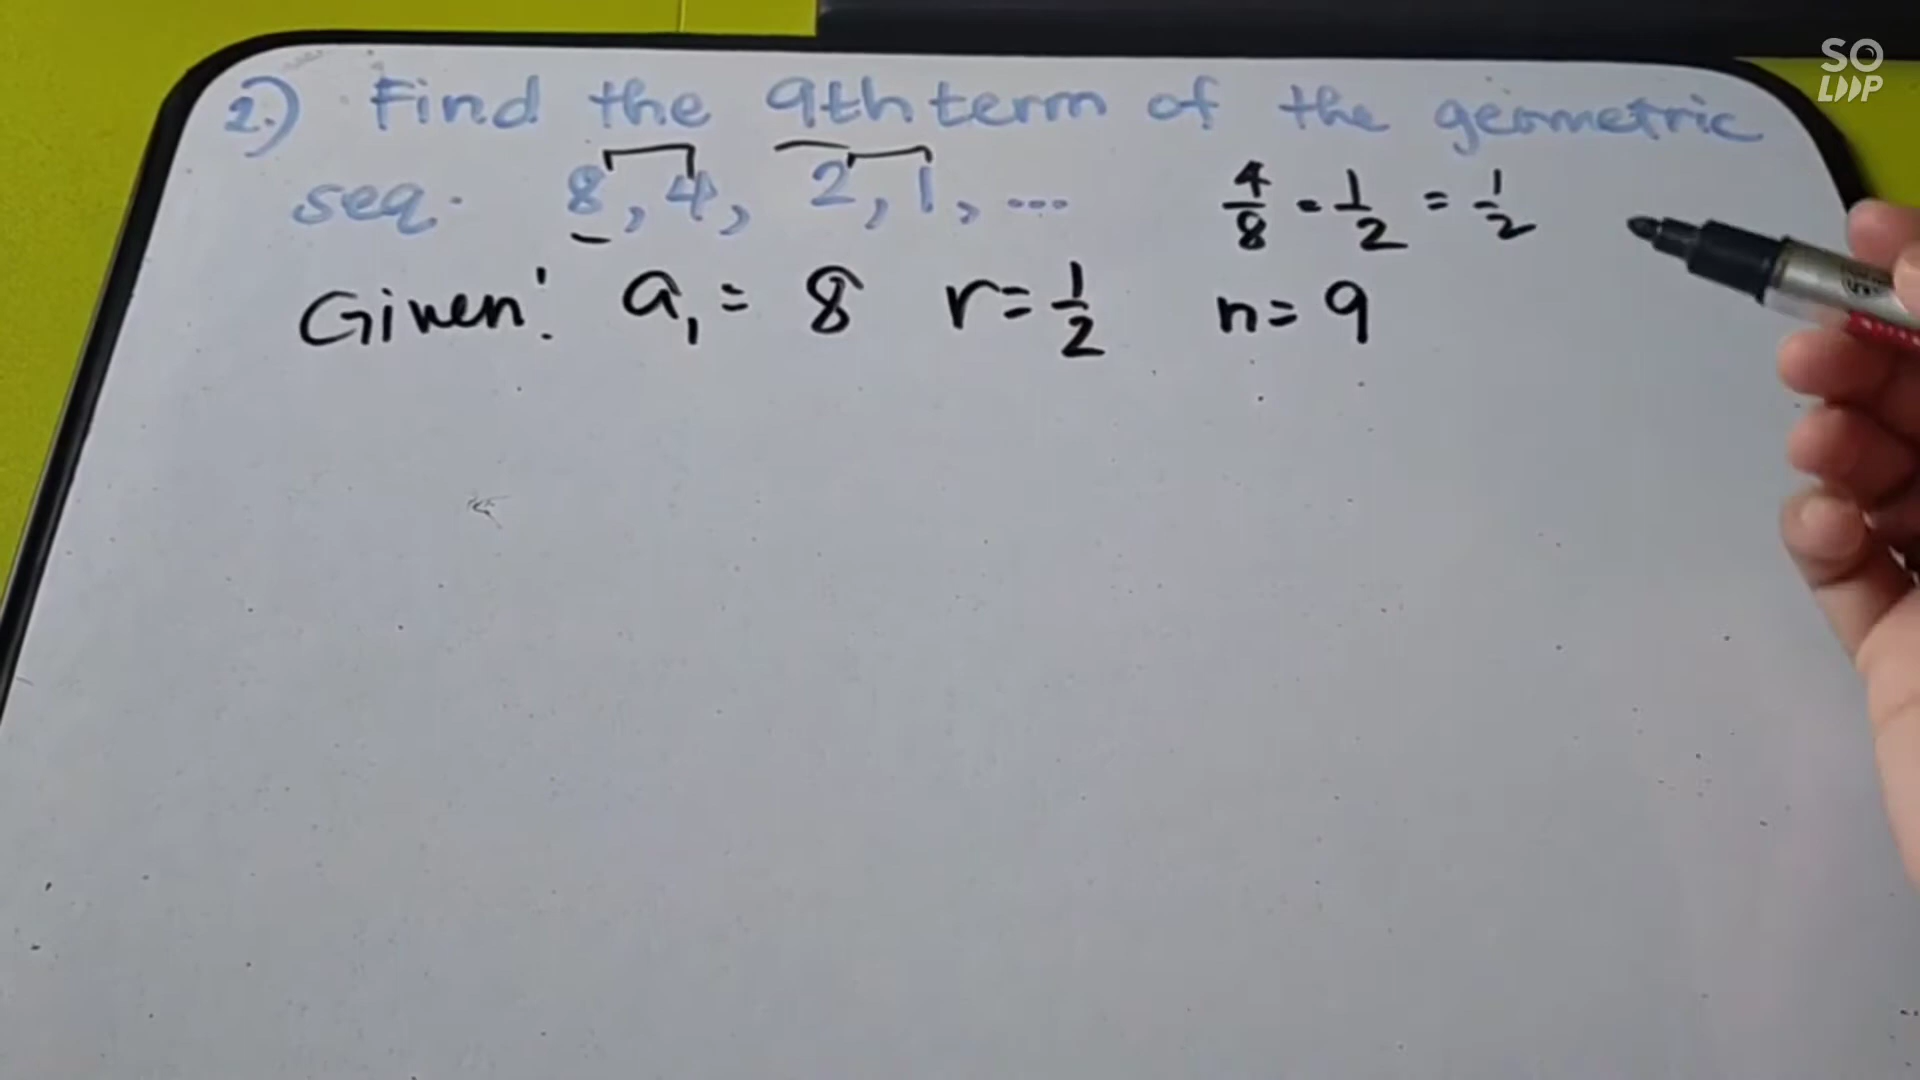 2.) Find the 9th term of the geometric
seq. 8, 4, 2, 1, ... 4/8 = 1/2 = 1/2
Given: a₁ = 8 r = 1/2 n = 9
SO LOOP